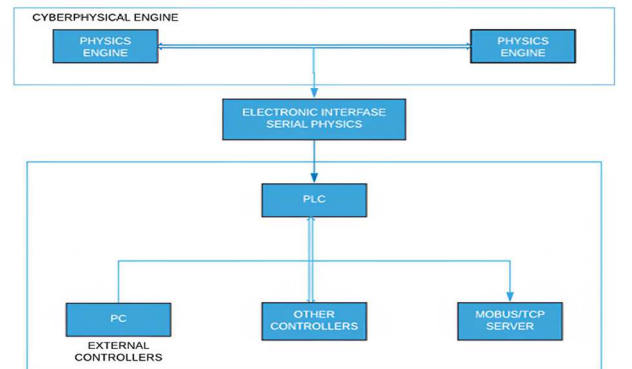 CYBERPHYSICAL ENGINE
PHYSICS
ENGINE
PHYSICS
ENGINE
ELECTRONIC INTERFASE
SERIAL PHYSICS
PLC
PC
OTHER
CONTROLLERS
MOBUS/TCP
SERVER
EXTERNAL
CONTROLLERS